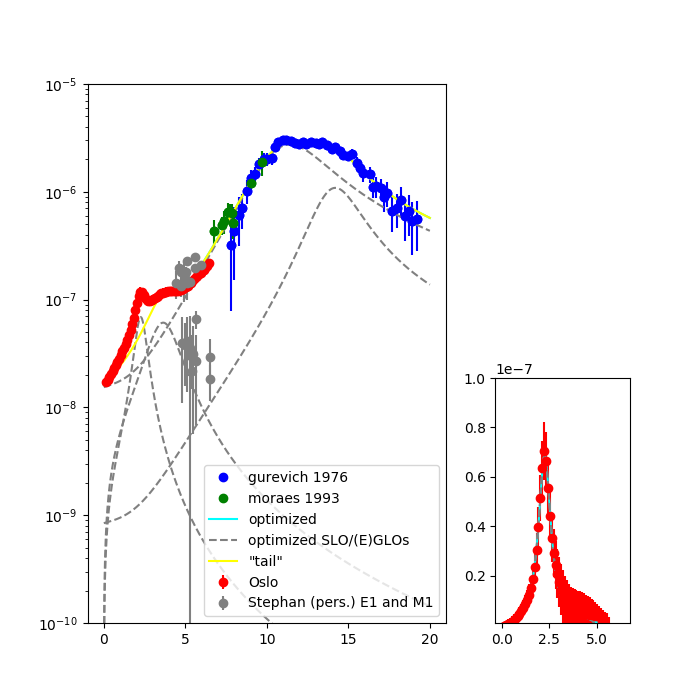 10⁻⁵
10⁻⁶
10⁻⁷
10⁻⁸
10⁻⁹
10⁻¹⁰
0
5
10
15
20
gurevich 1976
moraes 1993
optimized
optimized SLO/(E)GLOs
"tail"
Oslo
Stephan (pers.) E1 and M1
1e−7
1.0
0.8
0.6
0.4
0.2
0.0
2.5
5.0